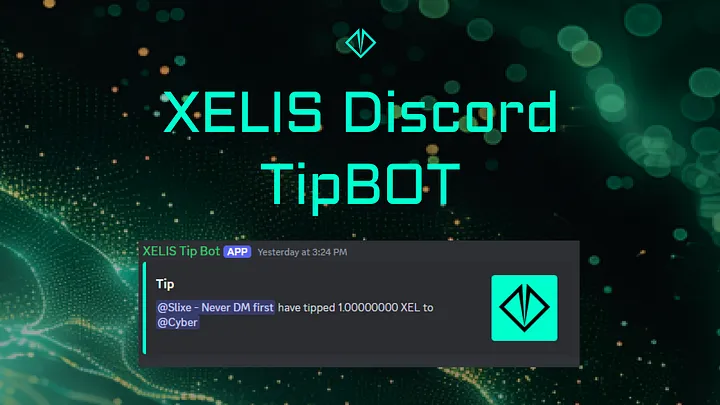 XELIS Discord
TipBOT
XELIS Tip Bot APP Yesterday at 3:24 PM
Tip
@Slixe - Never DM first have tipped 1.00000000 XEL to
@Cyber